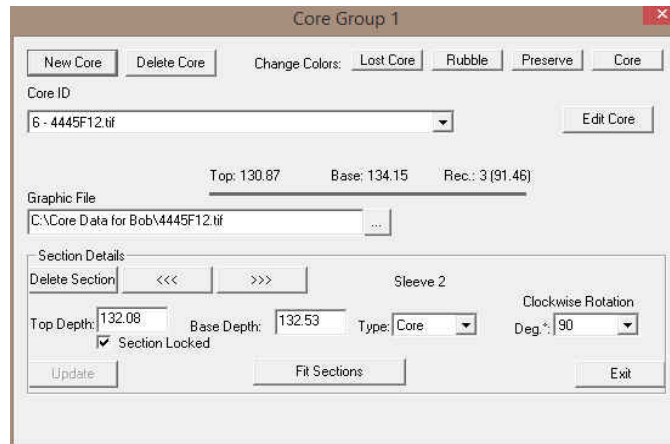 Core Group 1
New Core Delete Core Change Colors: Lost Core Rubble Preserve Core
Core ID
6 - 4445F12.tif Edit Core
Top: 130.87 Base: 134.15 Rec.: 3 (91.46)
Graphic File
C:\Core Data for Bob\4445F12.tif ...
Section Details
Delete Section <<< >>> Sleeve 2
Clockwise Rotation
Top Depth: 132.08 Base Depth: 132.53 Type: Core Deg.*: 90
Section Locked
Update Fit Sections Exit